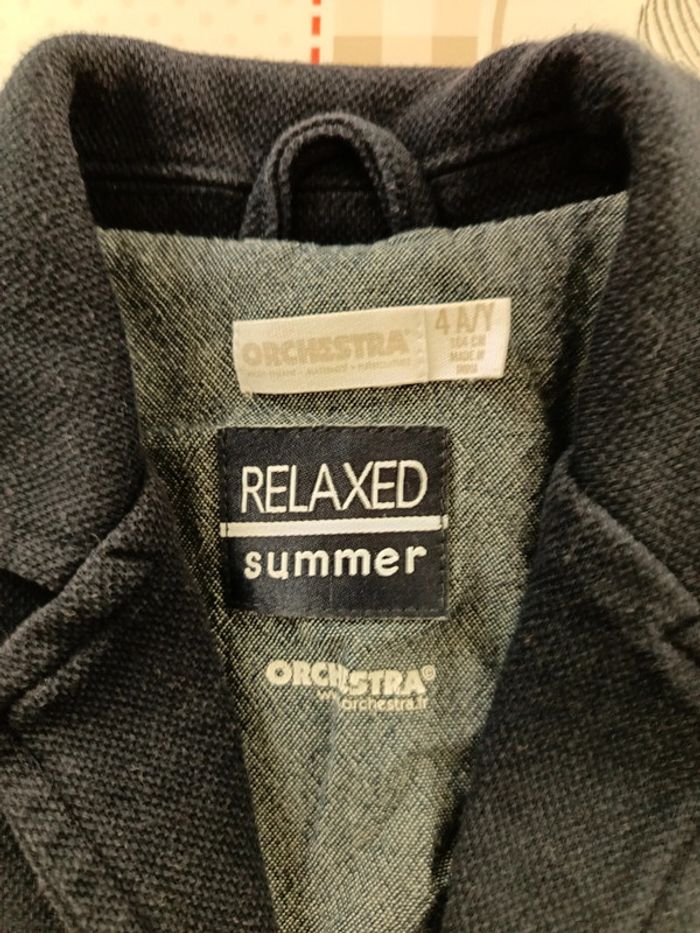 ORCHESTRA®
4 A/Y
104 CM
MADE IN
INDIA
RELAXED
summer
ORCHESTRA®
www.orchestra.fr